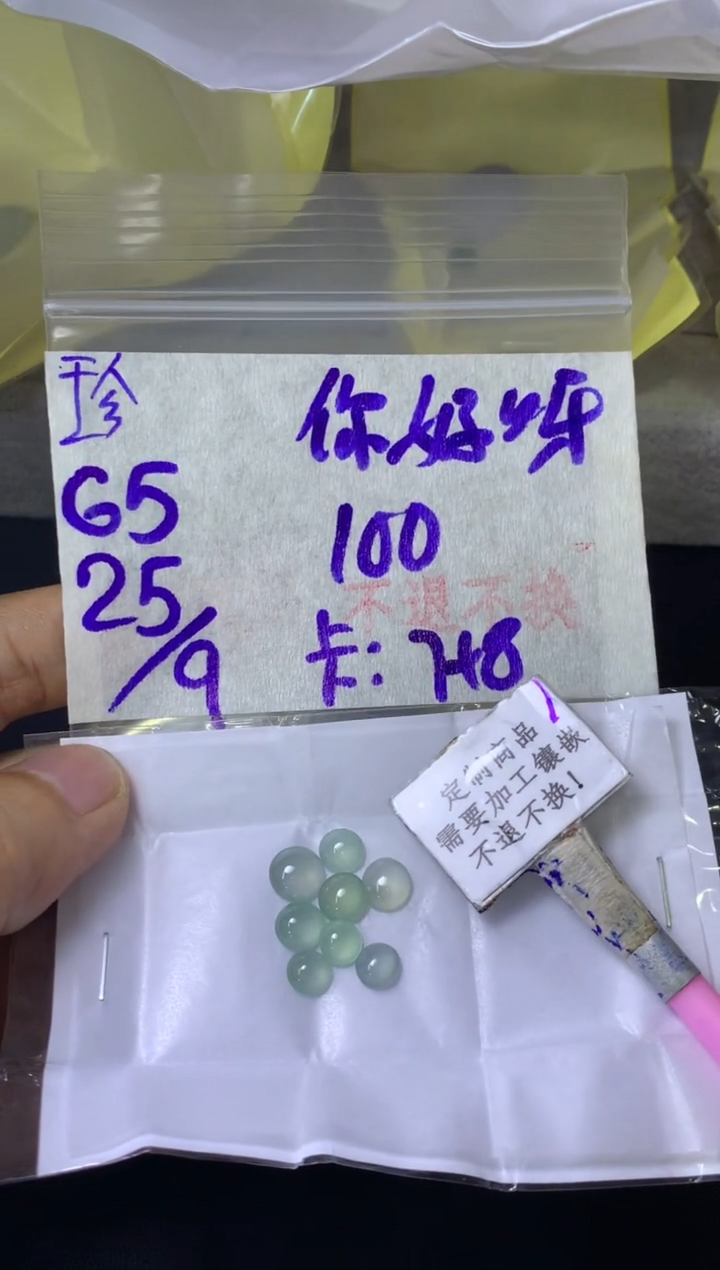 珍
你好呀
G5
100
25/9
不退不换
卡: 748
定制商品
需要加工镶嵌
不退不换!